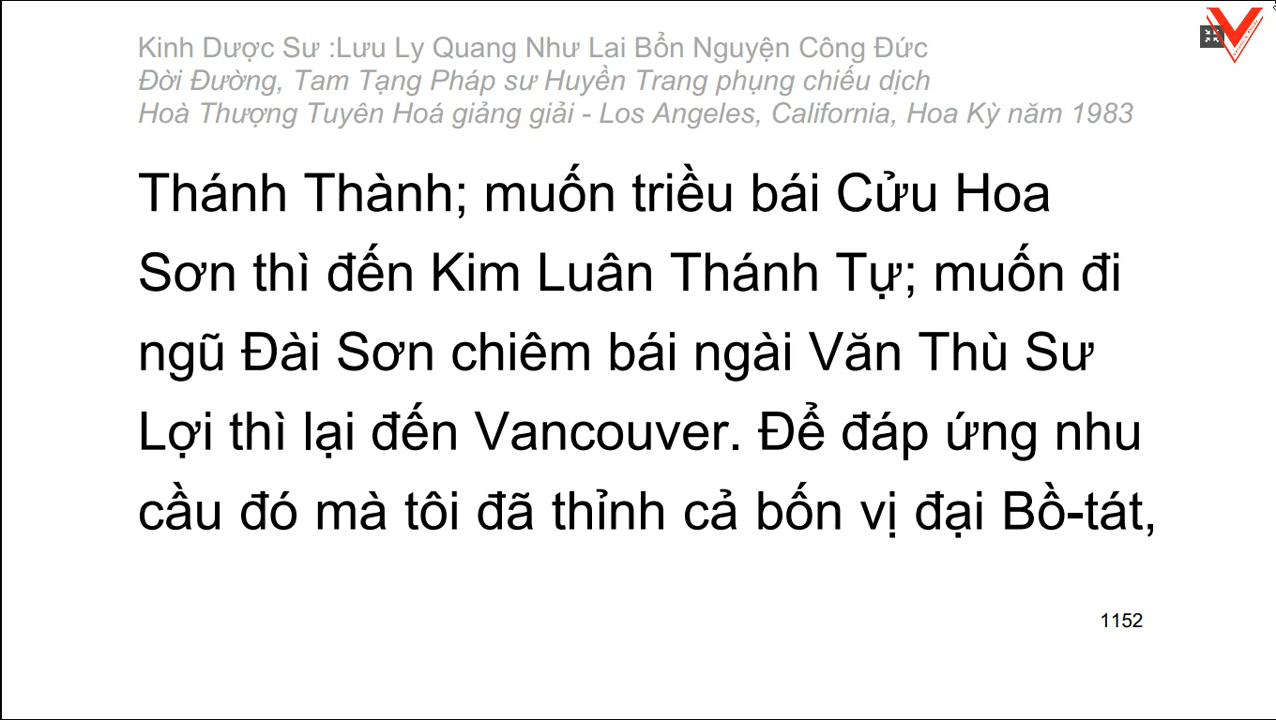 Kinh Dược Sư :Lưu Ly Quang Như Lai Bổn Nguyện Công Đức
Đời Đường, Tam Tạng Pháp sư Huyền Trang phụng chiếu dịch
Hoà Thượng Tuyên Hoá giảng giải - Los Angeles, California, Hoa Kỳ năm 1983
Thánh Thành; muốn triều bái Cửu Hoa
Sơn thì đến Kim Luân Thánh Tự; muốn đi
ngũ Đài Sơn chiêm bái ngài Văn Thù Sư
Lợi thì lại đến Vancouver. Để đáp ứng nhu
cầu đó mà tôi đã thỉnh cả bốn vị đại Bồ-tát,
1152